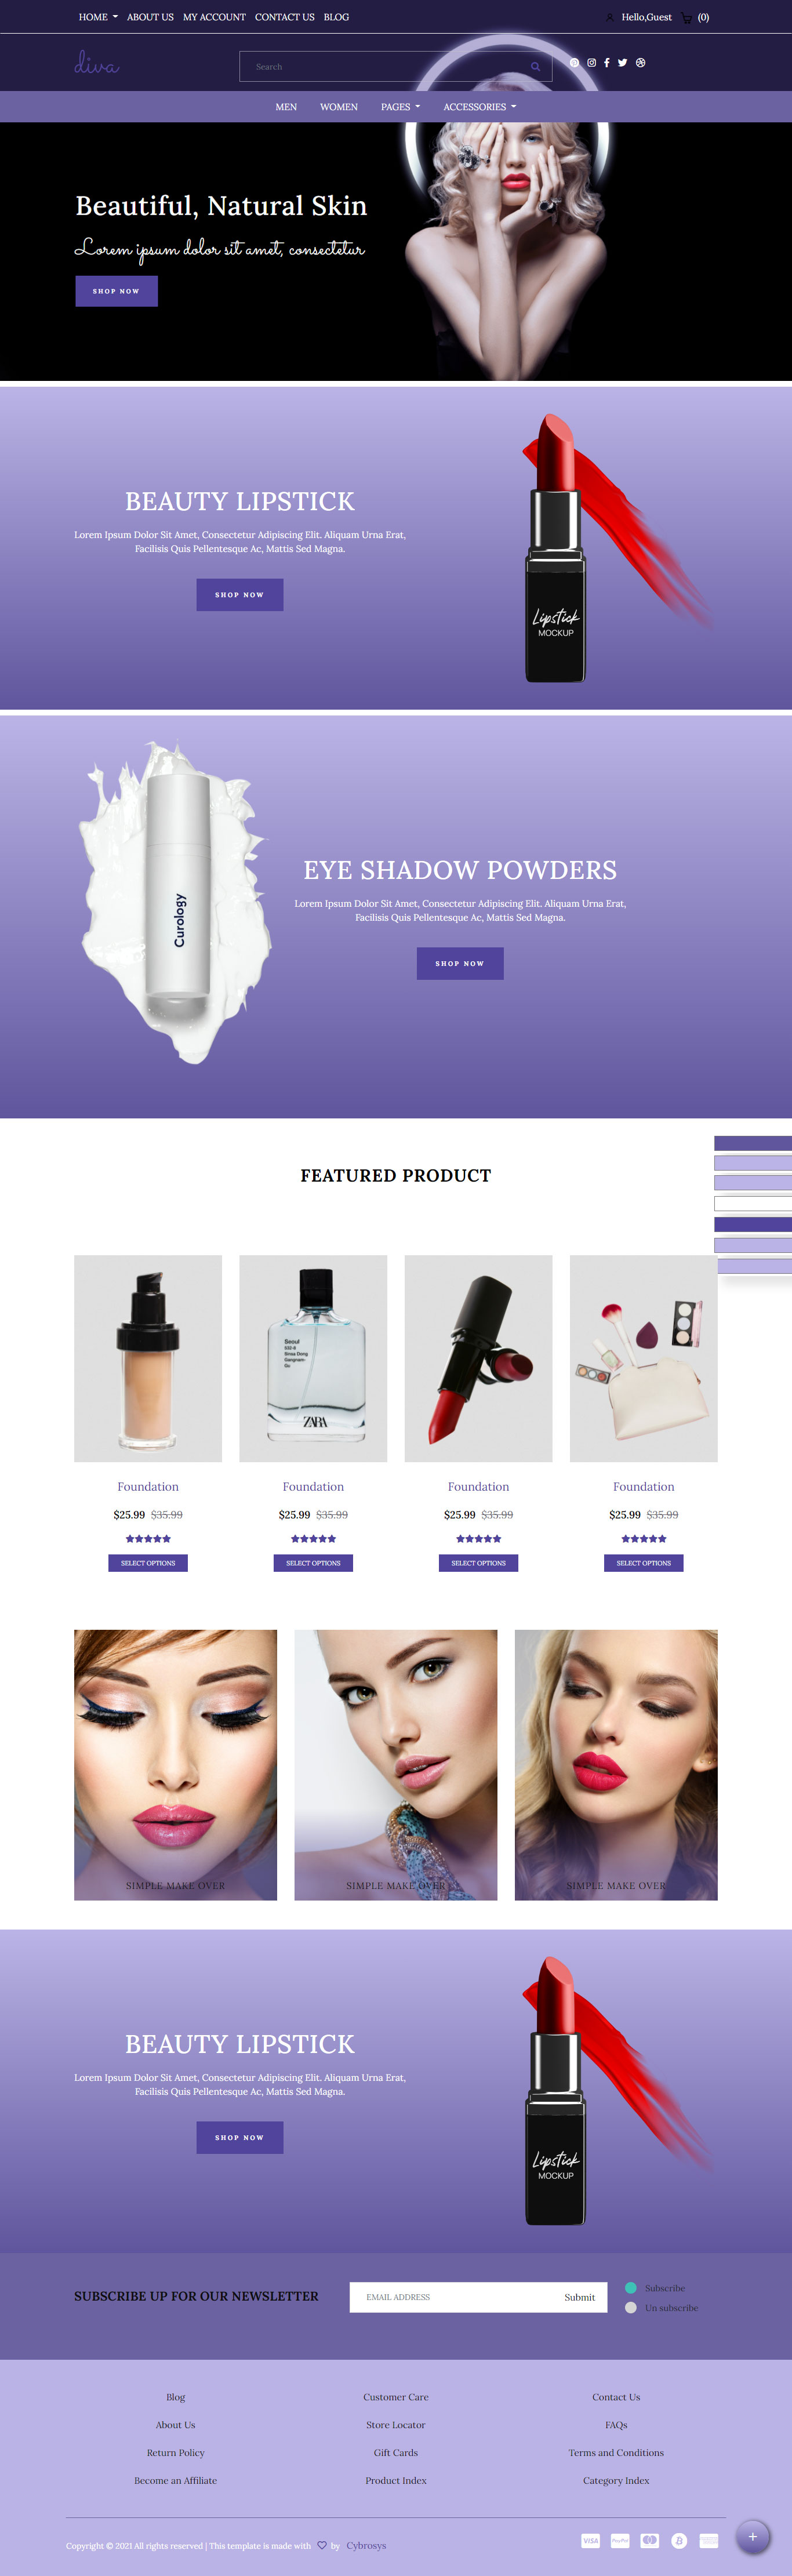 HOME ABOUT US MY ACCOUNT CONTACT US BLOG Hello,Guest (0)
diva Search
MEN WOMEN PAGES ACCESSORIES
Beautiful, Natural Skin
Lorem ipsum dolor sit amet, consectetur
SHOP NOW
BEAUTY LIPSTICK
Lorem Ipsum Dolor Sit Amet, Consectetur Adipiscing Elit. Aliquam Urna Erat,
Facilisis Quis Pellentesque Ac, Mattis Sed Magna.
SHOP NOW
Lipstick
MOCKUP
Curology
EYE SHADOW POWDERS
Lorem Ipsum Dolor Sit Amet, Consectetur Adipiscing Elit. Aliquam Urna Erat,
Facilisis Quis Pellentesque Ac, Mattis Sed Magna.
SHOP NOW
FEATURED PRODUCT
Seoul
Gangnam-
Gu
ZARA
Foundation Foundation Foundation Foundation
$25.99 $35.99 $25.99 $35.99 $25.99 $35.99 $25.99 $35.99
SELECT OPTIONS SELECT OPTIONS SELECT OPTIONS SELECT OPTIONS
SIMPLE MAKE OVER SIMPLE MAKE OVER SIMPLE MAKE OVER
BEAUTY LIPSTICK
Lorem Ipsum Dolor Sit Amet, Consectetur Adipiscing Elit. Aliquam Urna Erat,
Facilisis Quis Pellentesque Ac, Mattis Sed Magna.
SHOP NOW
Lipstick
MOCKUP
SUBSCRIBE UP FOR OUR NEWSLETTER EMAIL ADDRESS Submit Subscribe
Un subscribe
Blog Customer Care Contact Us
About Us Store Locator FAQs
Return Policy Gift Cards Terms and Conditions
Become an Affiliate Product Index Category Index
Copyright © 2021 All rights reserved | This template is made with by Cybrosys VISA PayPal
+